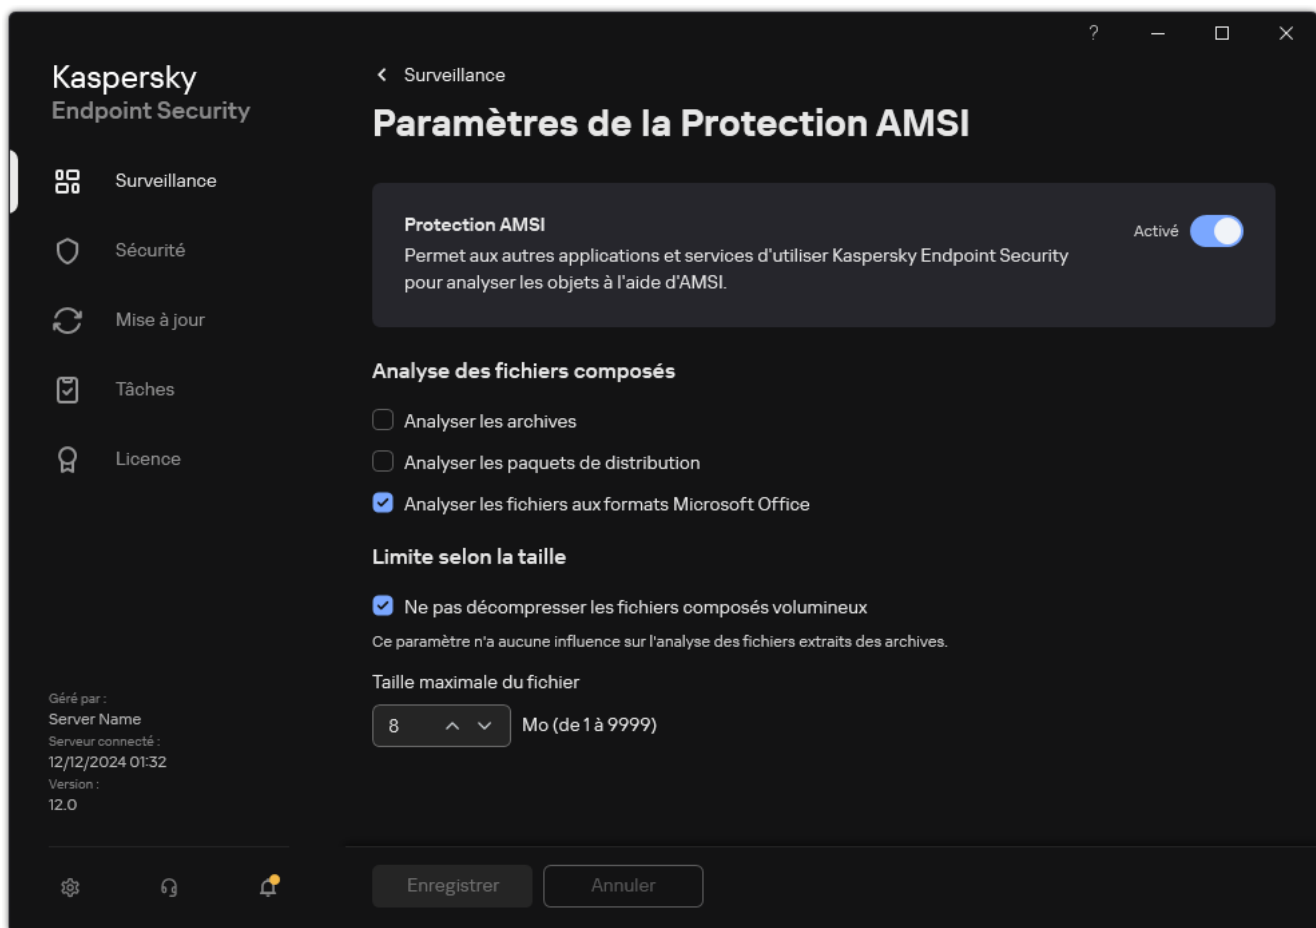 ?
Kaspersky
Endpoint Security
Surveillance
Sécurité
Mise à jour
Tâches
Licence
Géré par :
Server Name
Serveur connecté :
12/12/2024 01:32
Version :
12.0
Surveillance
Paramètres de la Protection AMSI
Protection AMSI
Activé
Permet aux autres applications et services d'utiliser Kaspersky Endpoint Security
pour analyser les objets à l'aide d'AMSI.
Analyse des fichiers composés
Analyser les archives
Analyser les paquets de distribution
Analyser les fichiers aux formats Microsoft Office
Limite selon la taille
Ne pas décompresser les fichiers composés volumineux
Ce paramètre n'a aucune influence sur l'analyse des fichiers extraits des archives.
Taille maximale du fichier
8 Mo (de 1 à 9999)
Enregistrer
Annuler